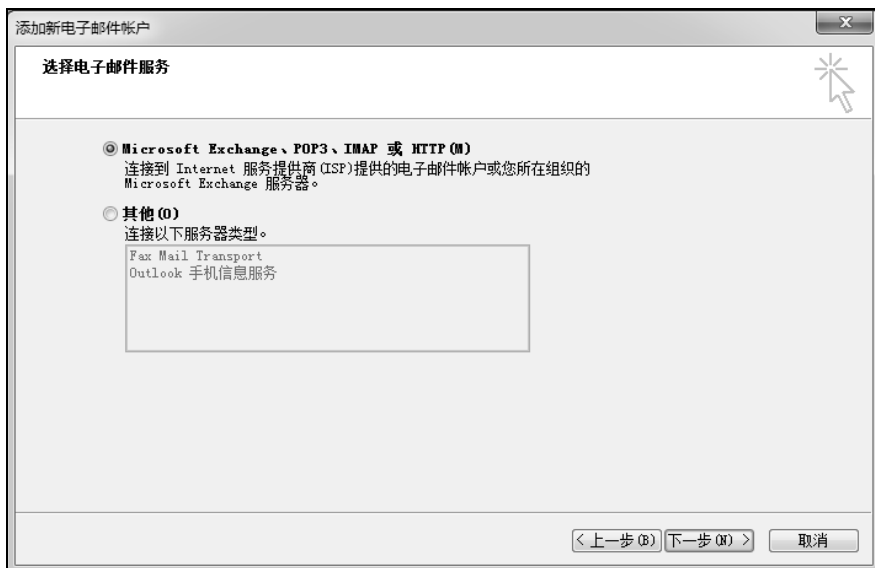 添加新电子邮件帐户
选择电子邮件服务
Microsoft Exchange、POP3、IMAP 或 HTTP(M)
连接到 Internet 服务提供商(ISP)提供的电子邮件帐户或您所在组织的
Microsoft Exchange 服务器。
其他(O)
连接以下服务器类型。
Fax Mail Transport
Outlook 手机信息服务
< 上一步(B) 下一步(N) > 取消